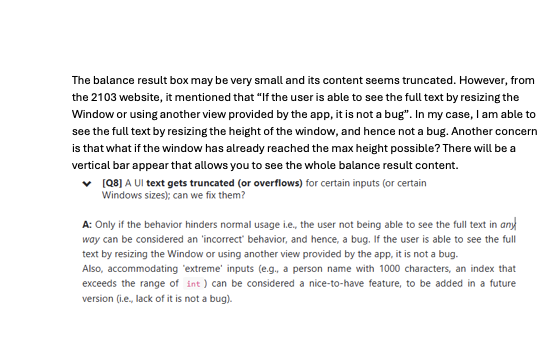 The balance result box may be very small and its content seems truncated. However, from
the 2103 website, it mentioned that “If the user is able to see the full text by resizing the
Window or using another view provided by the app, it is not a bug”. In my case, I am able to
see the full text by resizing the height of the window, and hence not a bug. Another concern
is that what if the window has already reached the max height possible? There will be a
vertical bar appear that allows you to see the whole balance result content.
[Q8] A UI text gets truncated (or overflows) for certain inputs (or certain
Windows sizes); can we fix them?
A: Only if the behavior hinders normal usage i.e., the user not being able to see the full text in any
way can be considered an 'incorrect' behavior, and hence, a bug. If the user is able to see the full
text by resizing the Window or using another view provided by the app, it is not a bug.
Also, accommodating 'extreme' inputs (e.g., a person name with 1000 characters, an index that
exceeds the range of int ) can be considered a nice-to-have feature, to be added in a future
version (i.e., lack of it is not a bug).